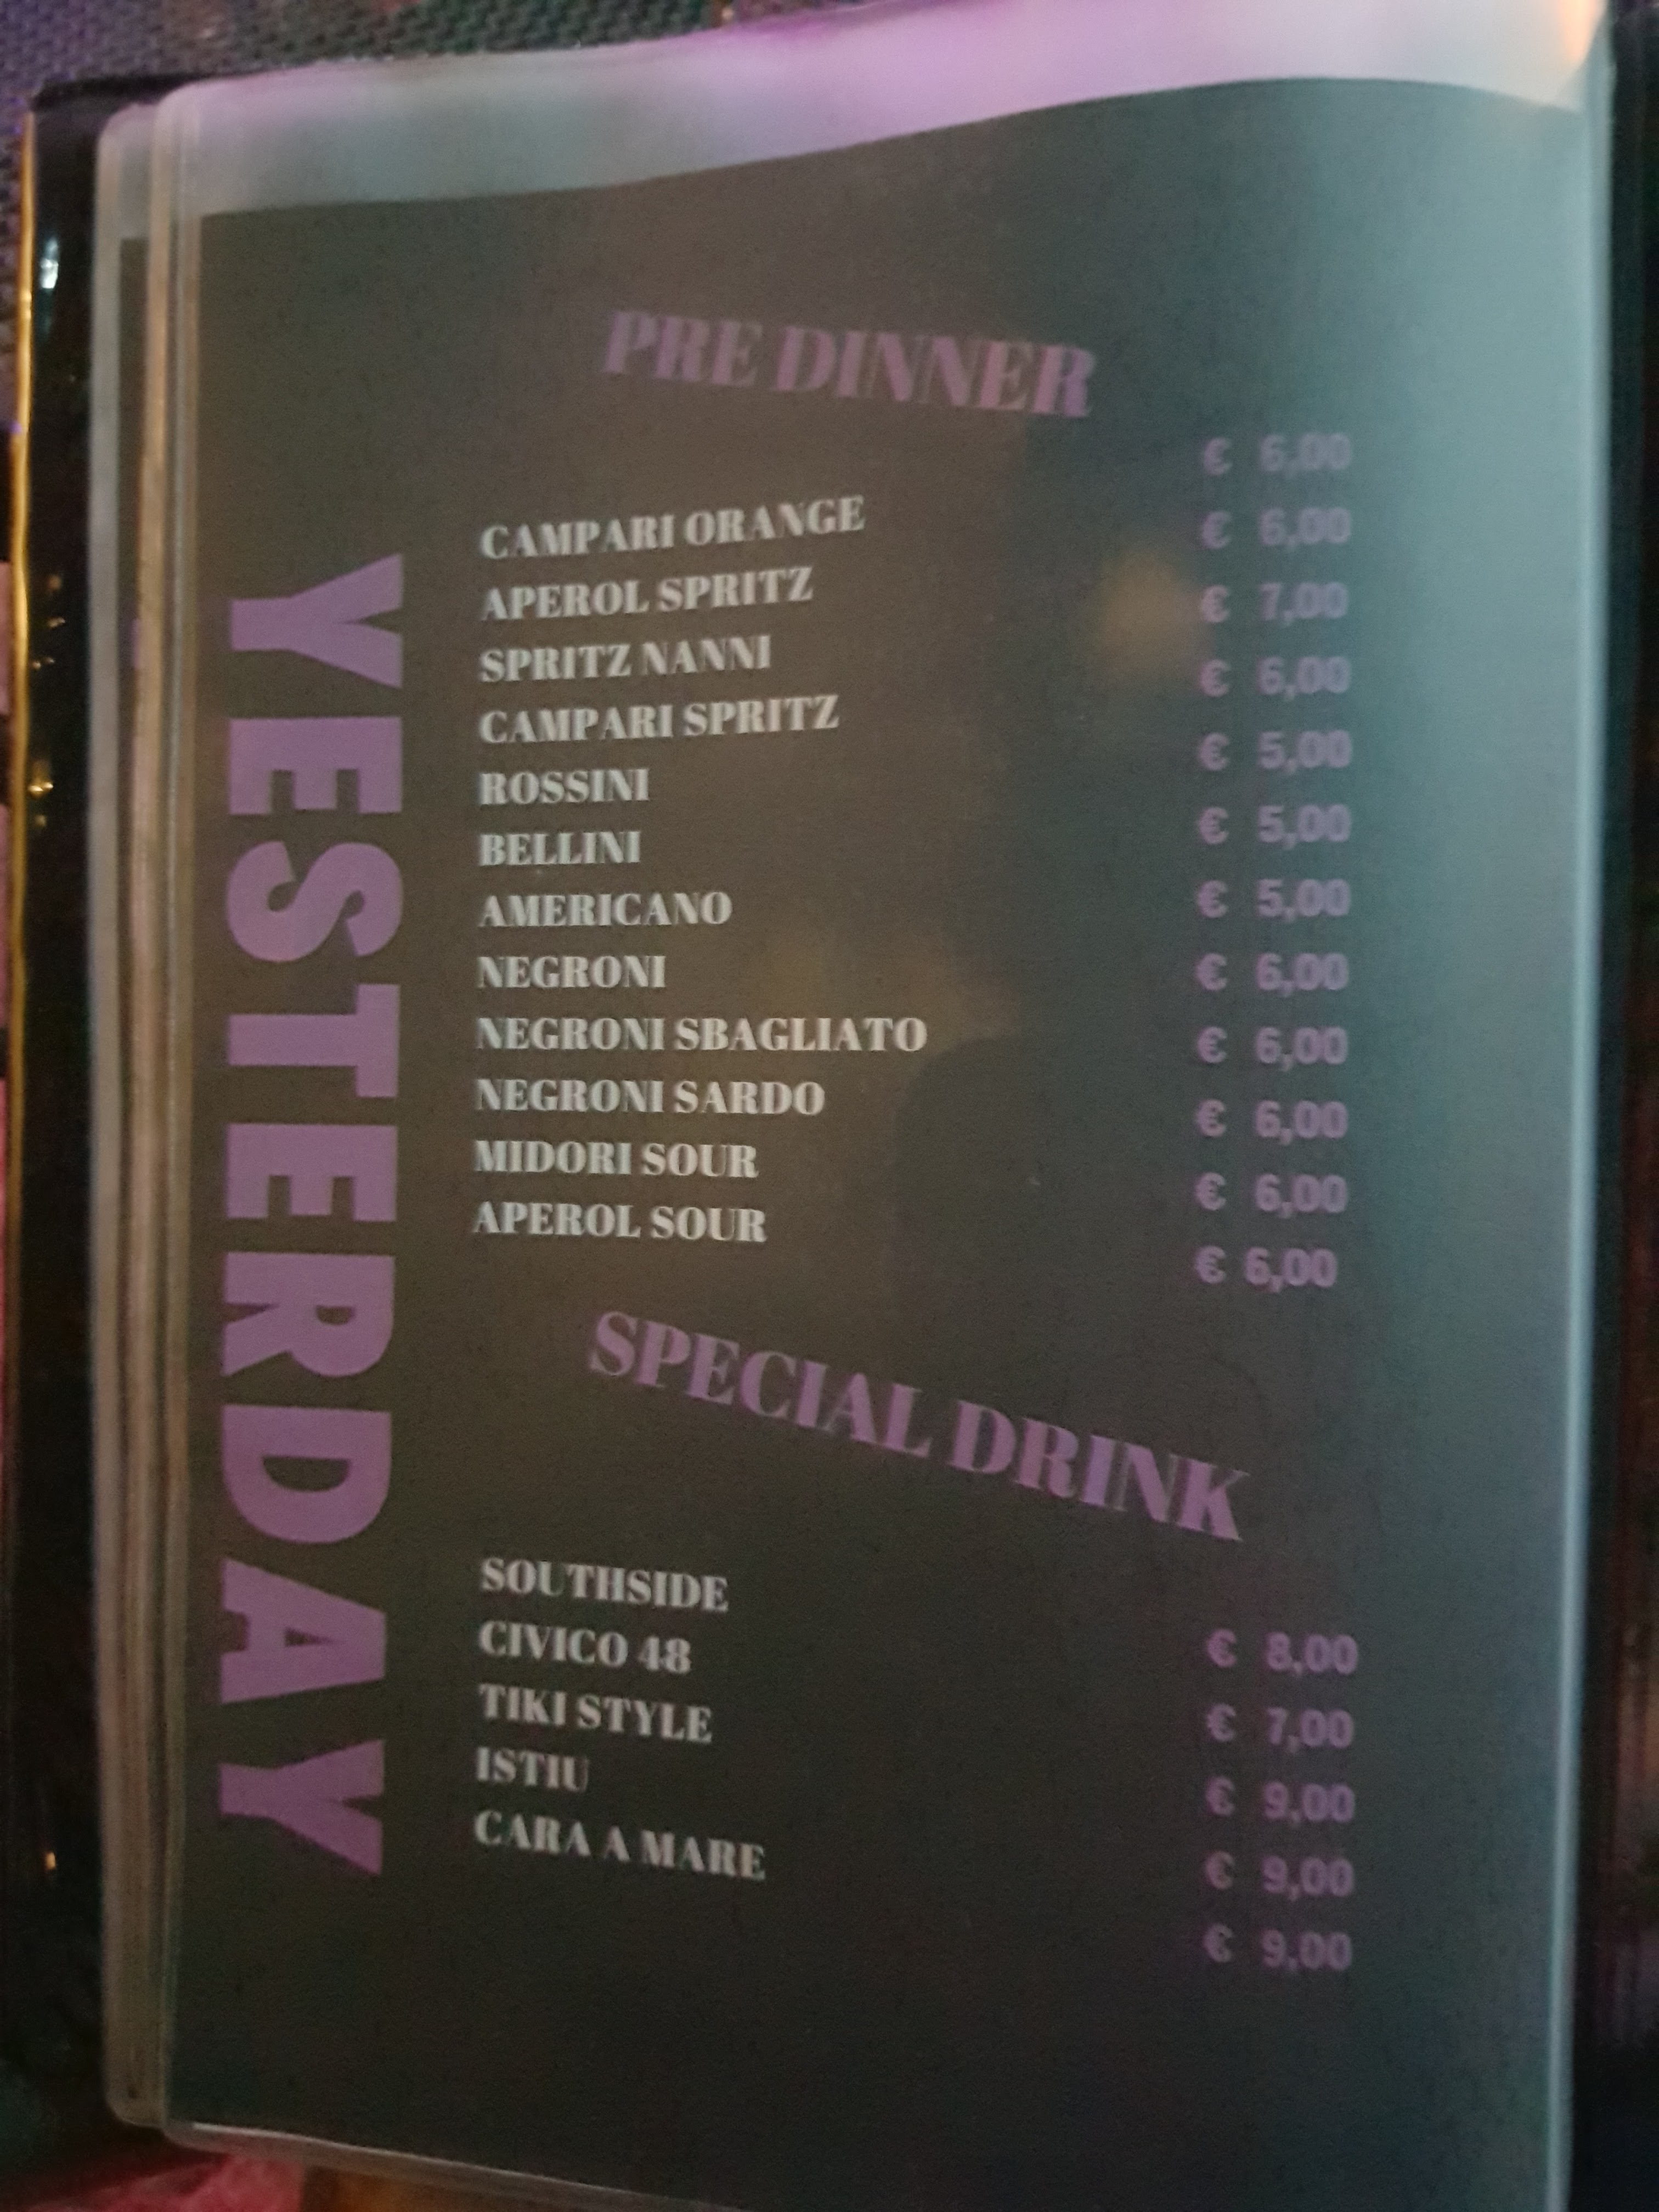 YESTERDAY
PRE DINNER
CAMPARI ORANGE € 6,00
APEROL SPRITZ € 6,00
SPRITZ NANNI € 7,00
CAMPARI SPRITZ € 6,00
ROSSINI € 5,00
BELLINI € 5,00
AMERICANO € 5,00
NEGRONI € 6,00
NEGRONI SBAGLIATO € 6,00
NEGRONI SARDO € 6,00
MIDORI SOUR € 6,00
APEROL SOUR € 6,00
SPECIAL DRINK
SOUTHSIDE € 8,00
CIVICO 48 € 7,00
TIKI STYLE € 9,00
ISTIU € 9,00
CARA A MARE € 9,00